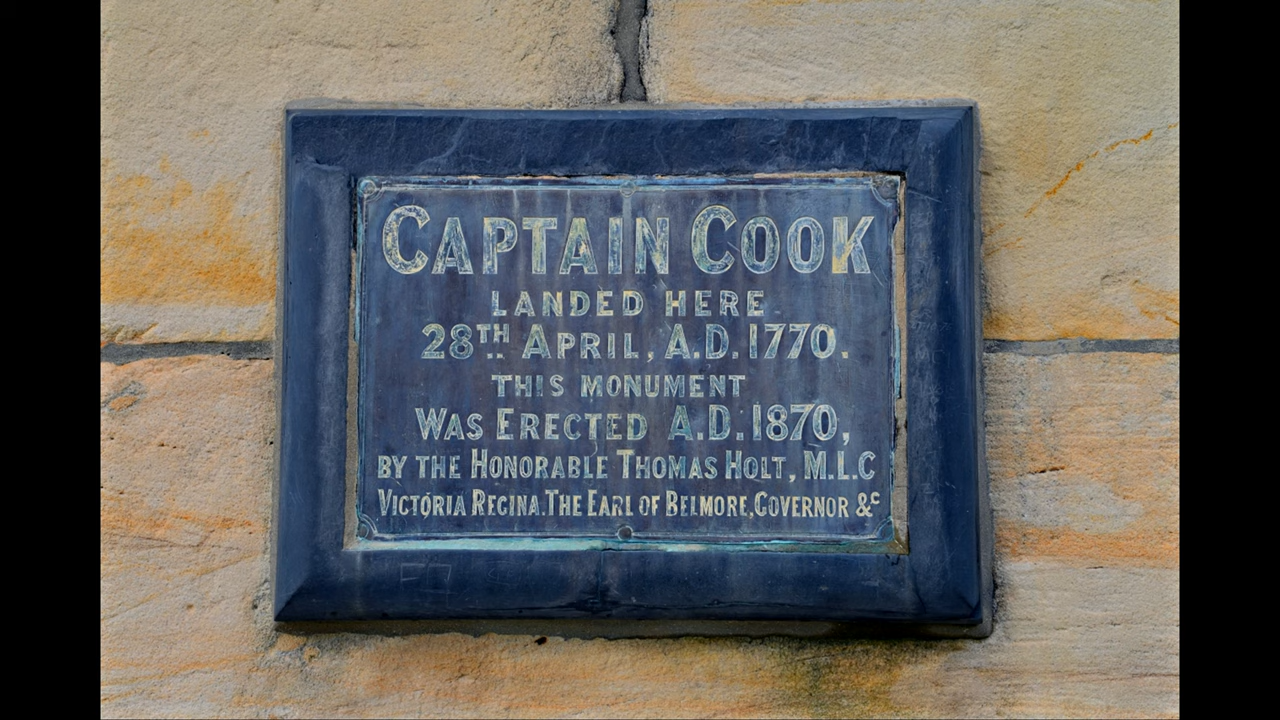 CAPTAIN COOK
LANDED HERE
28TH APRIL, A.D. 1770.
THIS MONUMENT
WAS ERECTED A.D. 1870,
BY THE HONORABLE THOMAS HOLT, M.L.C
VICTORIA REGINA. THE EARL OF BELMORE, GOVERNOR &c